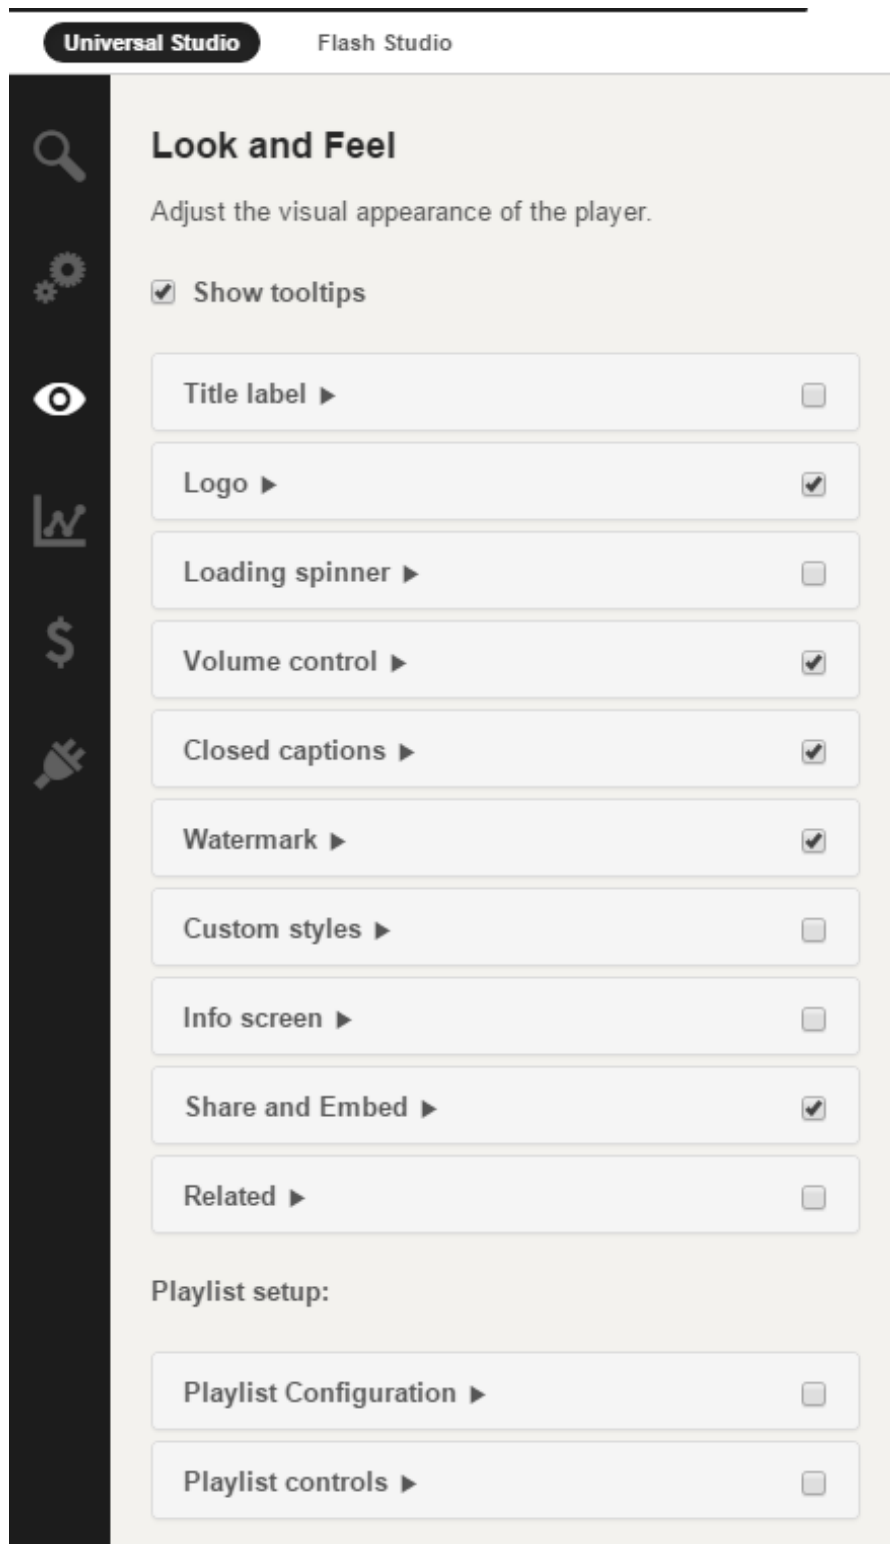 Universal Studio Flash Studio
Look and Feel
Adjust the visual appearance of the player.
Show tooltips
Title label
Logo
Loading spinner
Volume control
Closed captions
Watermark
Custom styles
Info screen
Share and Embed
Related
Playlist setup:
Playlist Configuration
Playlist controls